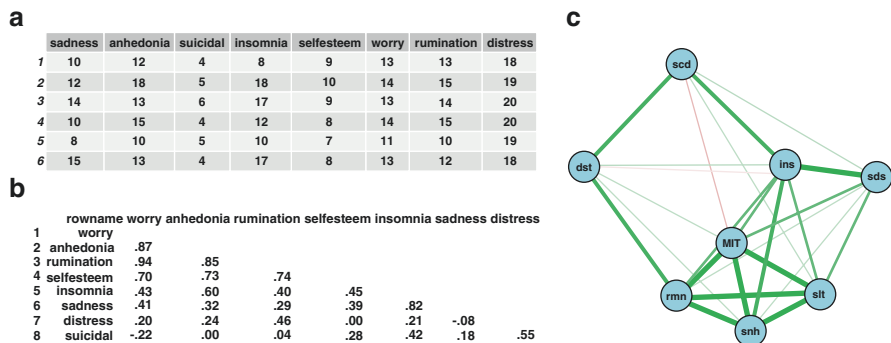 a
sadness anhedonia suicidal insomnia selfesteem worry rumination distress
1 10 12 4 8 9 13 13 18
2 12 18 5 18 10 14 15 19
3 14 13 6 17 9 13 14 20
4 10 15 4 12 8 14 15 20
5 8 10 5 10 7 11 10 19
6 15 13 4 17 8 13 12 18
b
rowname worry anhedonia rumination selfesteem insomnia sadness distress
1 worry
2 anhedonia .87
3 rumination .94 .85
4 selfesteem .70 .73 .74
5 insomnia .43 .60 .40 .45
6 sadness .41 .32 .29 .39 .82
7 distress .20 .24 .46 .00 .21 -.08
8 suicidal -.22 .00 .04 .28 .42 .18 .55
c
scd
dst
ins
sds
MIT
rmn
slt
snh